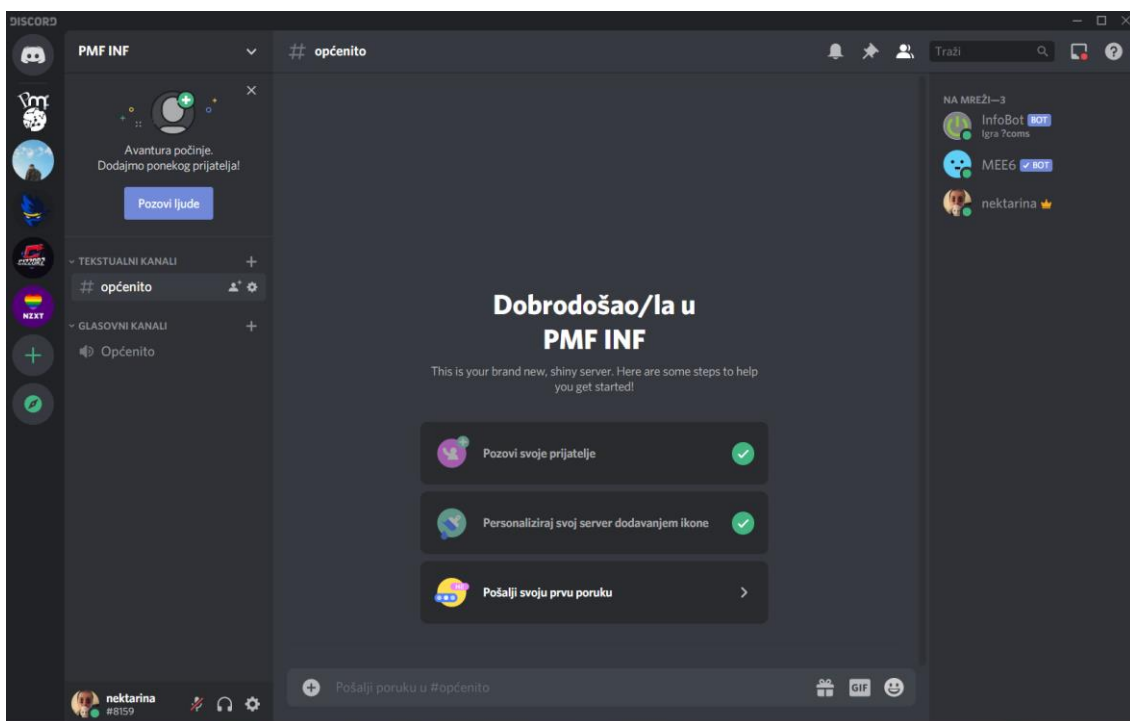 DISCORD
PMF INF
# općenito
Traži
Avantura počinje.
Dodajmo ponekog prijatelja!
Pozovi ljude
TEKSTUALNI KANALI
# općenito
GLASOVNI KANALI
Općenito
NZXT
nektarina
#8159
Dobrodošao/la u
PMF INF
This is your brand new, shiny server. Here are some steps to help
you get started!
Pozovi svoje prijatelje
Personaliziraj svoj server dodavanjem ikone
Pošalji svoju prvu poruku
Pošalji poruku u #općenito
GIF
NA MREŽI—3
InfoBot BOT
Igra ?coms
MEE6 ✓ BOT
nektarina